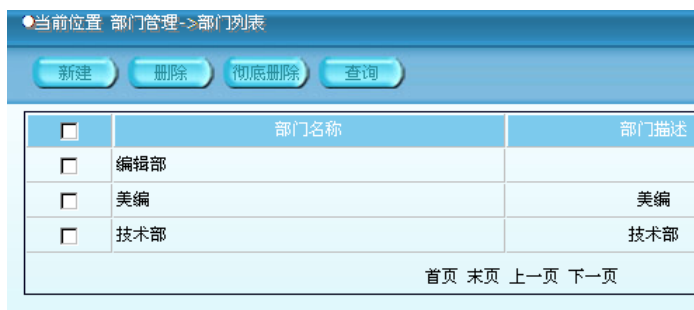 当前位置 部门管理->部门列表
新建 删除 彻底删除 查询
部门名称 部门描述
编辑部
美编 美编
技术部 技术部
首页 末页 上一页 下一页